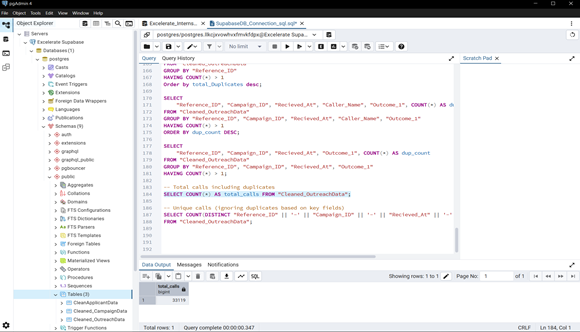 pgAdmin 4
File Object Tools Edit View Window Help
Object Explorer
Servers
Excelerate Supabase
Databases (1)
postgres
Casts
Catalogs
Event Triggers
Extensions
Foreign Data Wrappers
Languages
Publications
Schemas (9)
auth
extensions
graphql
graphql_public
pgbouncer
public
Aggregates
Collations
Domains
FTS Configurations
FTS Dictionaries
FTS Parsers
FTS Templates
Foreign Tables
Functions
Materialized Views
Operators
Procedures
Sequences
Tables (3)
CleanApplicantData
Cleaned_CampaignData
Cleaned_OutreachData
Trigger Functions
Excelerate_Interns...
SupabaseDB_Connection_sql.sql*
No limit
Query Query History
Scratch Pad
166 GROUP BY "Reference_ID"
167 HAVING COUNT(*) > 1
168 Order by total_Duplicates desc;
169
170 SELECT
171 "Reference_ID", "Campaign_ID", "Recieved_At", "Caller_Name", "Outcome_1", COUNT(*) AS du
172 FROM "Cleaned_OutreachData"
173 GROUP BY "Reference_ID", "Campaign_ID", "Recieved_At", "Caller_Name", "Outcome_1"
174 HAVING COUNT(*) > 1
175 ORDER BY dup_count DESC;
176
177 SELECT
178 "Reference_ID", "Campaign_ID", "Recieved_At", "Outcome_1", COUNT(*) AS dup_count
179 FROM "Cleaned_OutreachData"
180 GROUP BY "Reference_ID", "Campaign_ID", "Recieved_At", "Outcome_1"
181 HAVING COUNT(*) > 1;
182
183 -- Total calls including duplicates
184 SELECT COUNT(*) AS total_calls FROM "Cleaned_OutreachData";
185
186 -- Unique calls (ignoring duplicates based on key fields)
187 SELECT COUNT(DISTINCT "Reference_ID" || '-' || "Campaign_ID" || '-' || "Recieved_At" || '-'
188 FROM "Cleaned_OutreachData";
189
190
191
192
Data Output Messages Notifications
SQL
Showing rows: 1 to 1
Page No: 1 of 1
total_calls
bigint
1 33119
Total rows: 1 Query complete 00:00:00.347
CRLF Ln 184, Col 1